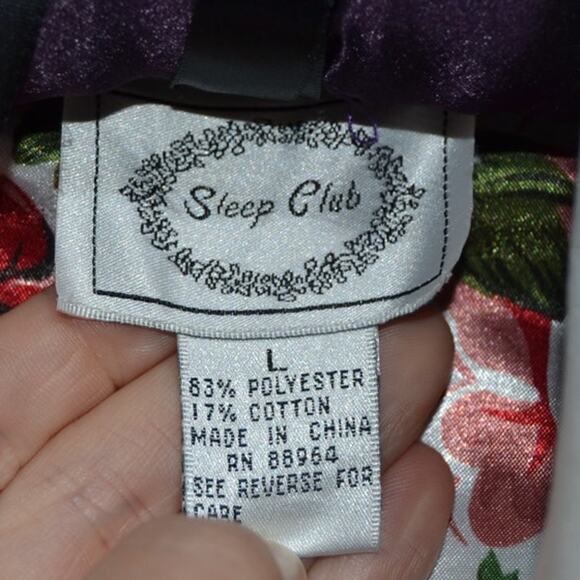 Sleep Club
L
83% POLYESTER
17% COTTON
MADE IN CHINA
RN 88964
SEE REVERSE FOR
CARE